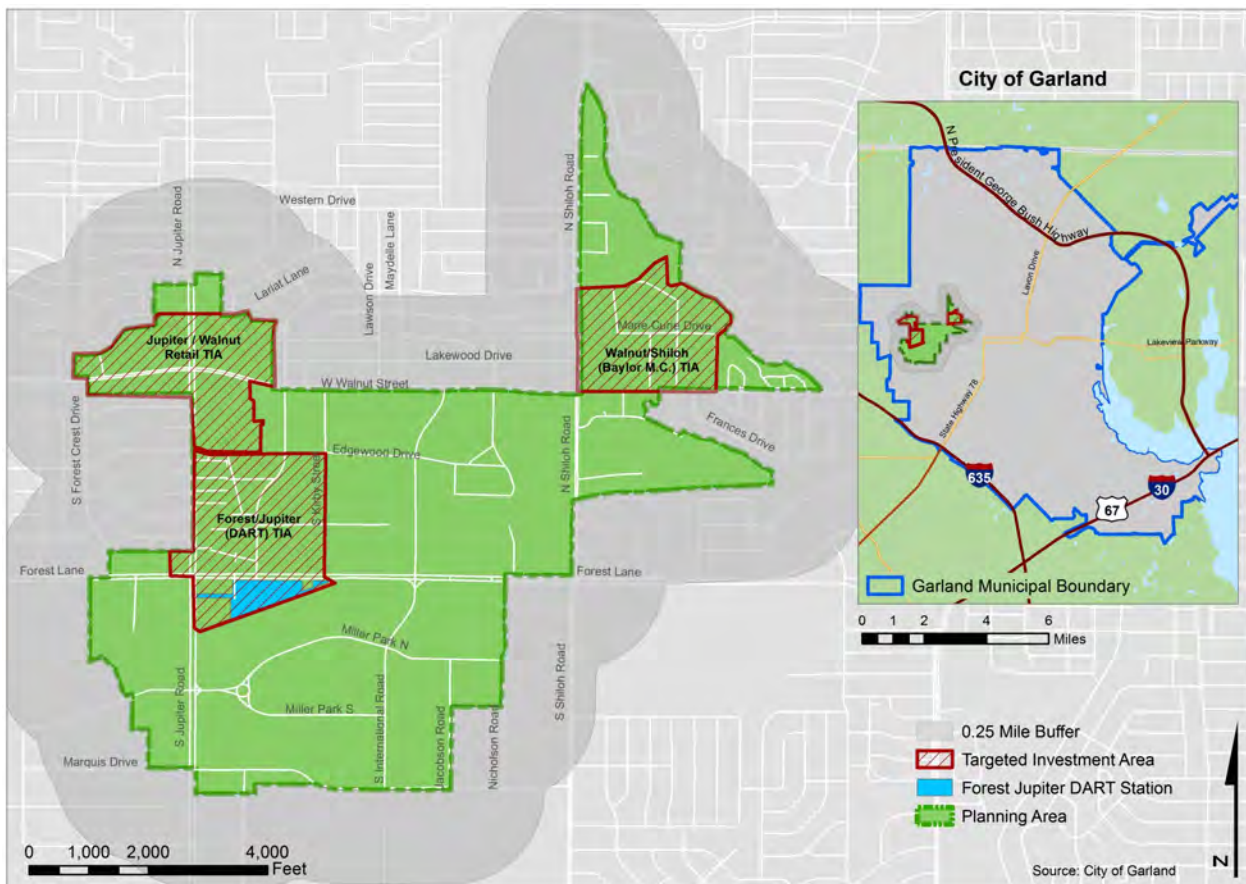 City of Garland
N President George Bush Highway
Lavon Drive
Lakeview Parkway
State Highway 78
635
30
67
Garland Municipal Boundary
0 1 2 4 6
Miles
N Shiloh Road
Western Drive
N Jupiter Road
Maydelle Lane
Lariat Lane
Lawson Drive
Jupiter / Walnut
Retail TIA
Marie Curie Drive
Lakewood Drive
Walnut/Shiloh
(Baylor M.C.) TIA
W Walnut Street
S Forest Crest Drive
Frances Drive
Edgewood Drive
N Shiloh Road
S Kirby Street
Forest/Jupiter
(DART) TIA
Forest Lane
Forest Lane
Miller Park N
S Shiloh Road
S Jupiter Road
Miller Park S
S International Road
Jacobson Road
Nicholson Road
Marquis Drive
0.25 Mile Buffer
Targeted Investment Area
Forest Jupiter DART Station
Planning Area
0 1,000 2,000 4,000
Feet
Source: City of Garland
N